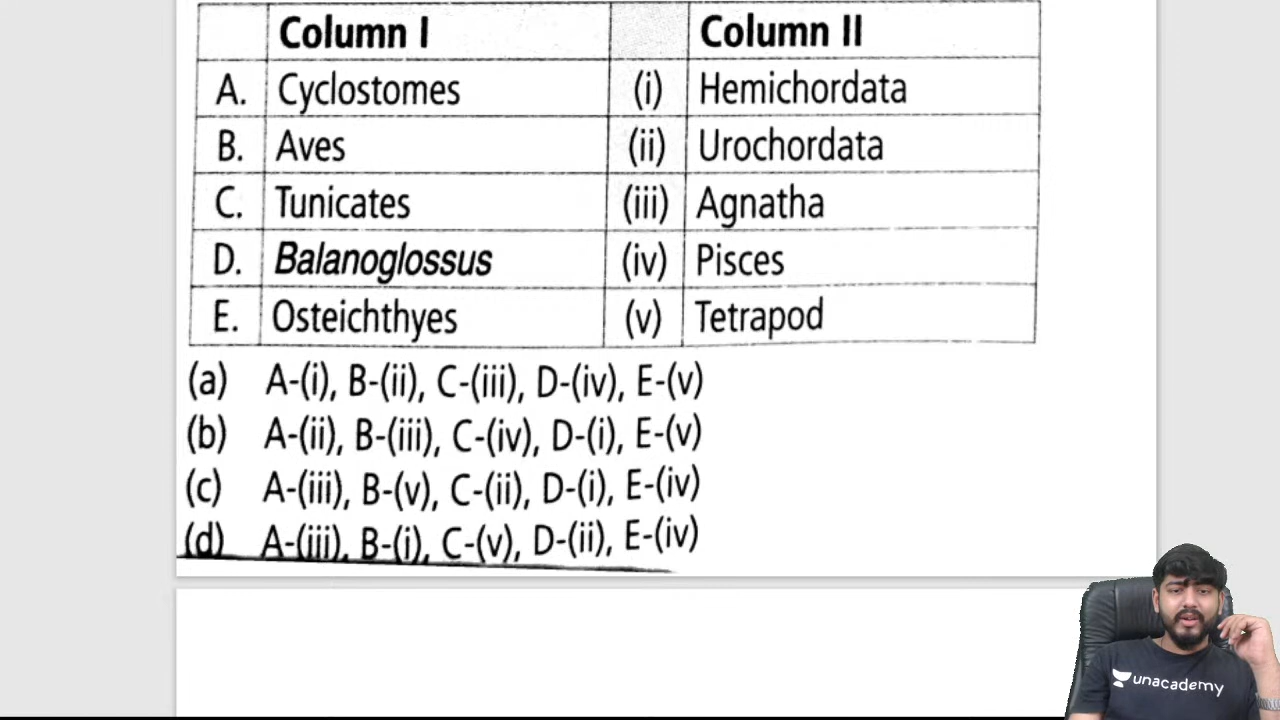 Column I Column II
A. Cyclostomes (i) Hemichordata
B. Aves (ii) Urochordata
C. Tunicates (iii) Agnatha
D. Balanoglossus (iv) Pisces
E. Osteichthyes (v) Tetrapod
(a) A-(i), B-(ii), C-(iii), D-(iv), E-(v)
(b) A-(ii), B-(iii), C-(iv), D-(i), E-(v)
(c) A-(iii), B-(v), C-(ii), D-(i), E-(iv)
(d) A-(iii), B-(i), C-(v), D-(ii), E-(iv)
unacademy